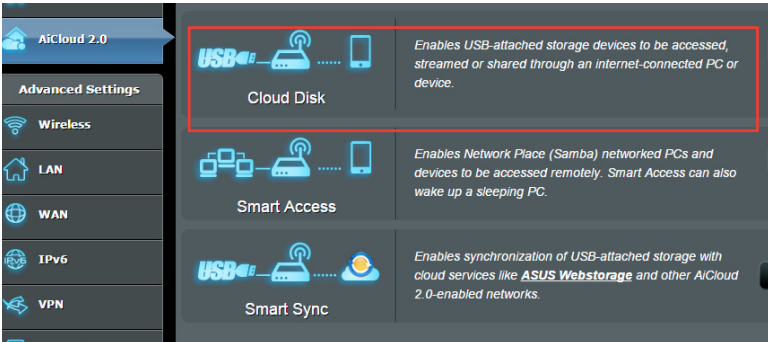 AiCloud 2.0
Advanced Settings
Wireless
LAN
WAN
IPv6
IPv6
VPN
USB
Cloud Disk
Enables USB-attached storage devices to be accessed,
streamed or shared through an internet-connected PC or
device.
Smart Access
Enables Network Place (Samba) networked PCs and
devices to be accessed remotely. Smart Access can also
wake up a sleeping PC.
USB
Smart Sync
Enables synchronization of USB-attached storage with
cloud services like ASUS Webstorage and other AiCloud
2.0-enabled networks.